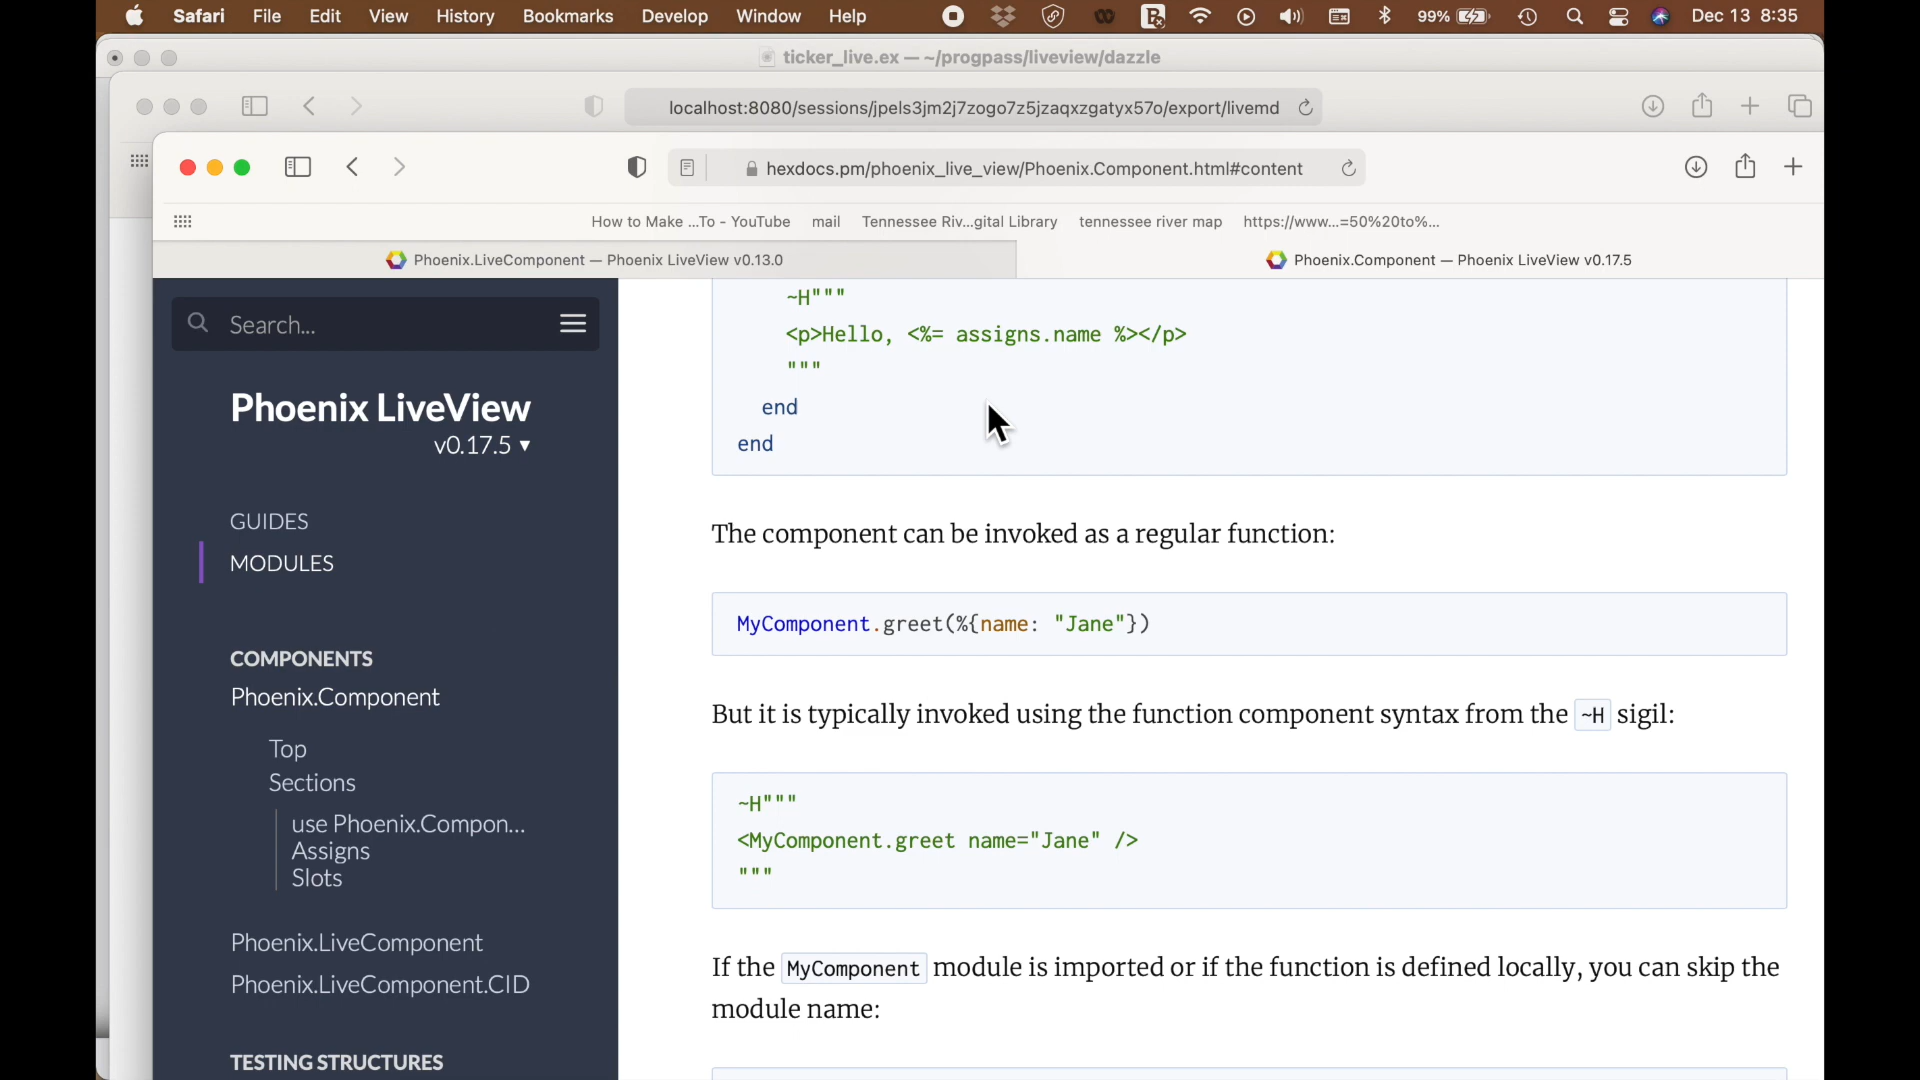 Safari File Edit View History Bookmarks Develop Window Help 99% Dec 13 8:35
ticker_live.ex — ~/progpass/liveview/dazzle
localhost:8080/sessions/jpels3jm2j7zogo7z5jzaqxzgatyx57o/export/livemd
hexdocs.pm/phoenix_live_view/Phoenix.Component.html#content
How to Make ...To - YouTube mail Tennessee Riv...gital Library tennessee river map https://www...=50%20to%...
Phoenix.LiveComponent — Phoenix LiveView v0.13.0
Phoenix.Component — Phoenix LiveView v0.17.5
Search...
Phoenix LiveView
v0.17.5
GUIDES
MODULES
COMPONENTS
Phoenix.Component
Top
Sections
use Phoenix.Compon...
Assigns
Slots
Phoenix.LiveComponent
Phoenix.LiveComponent.CID
TESTING STRUCTURES
~H"""
<p>Hello, <%= assigns.name %></p>
"""
end
end
The component can be invoked as a regular function:
MyComponent.greet(%{name: "Jane"})
But it is typically invoked using the function component syntax from the ~H sigil:
~H"""
<MyComponent.greet name="Jane" />
"""
If the MyComponent module is imported or if the function is defined locally, you can skip the
module name: